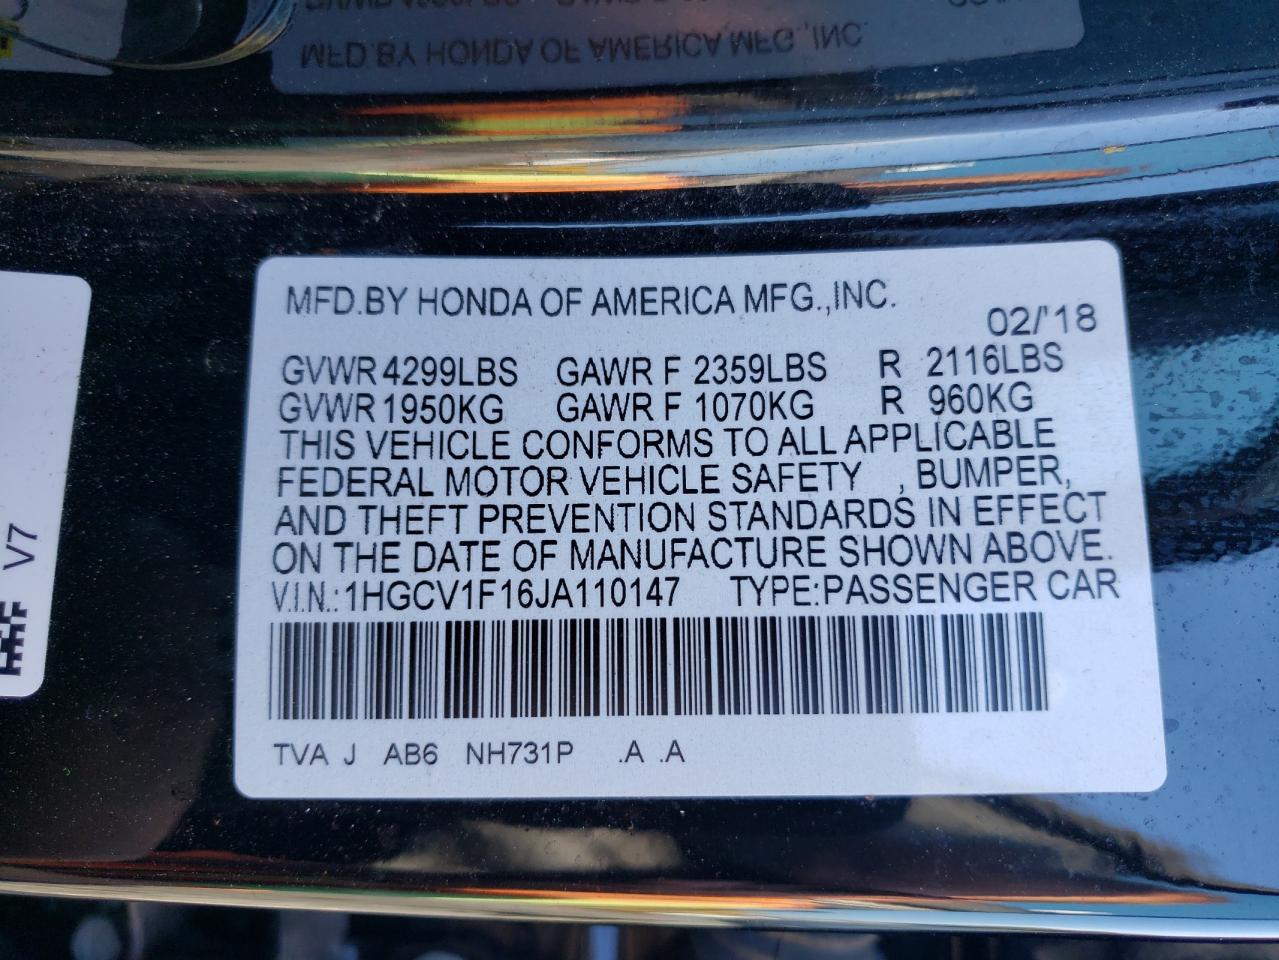 MFD.BY HONDA OF AMERICA,MFG.,INC
V7
MFD.BY HONDA OF AMERICA MFG.,INC.
02/'18
GVWR 4299LBS GAWR F 2359LBS R 2116LBS
GVWR 1950KG GAWR F 1070KG R 960KG
THIS VEHICLE CONFORMS TO ALL APPLICABLE
FEDERAL MOTOR VEHICLE SAFETY , BUMPER,
AND THEFT PREVENTION STANDARDS IN EFFECT
ON THE DATE OF MANUFACTURE SHOWN ABOVE.
V.I.N.: 1HGCV1F16JA110147 TYPE:PASSENGER CAR
TVA J AB6 NH731P .A .A